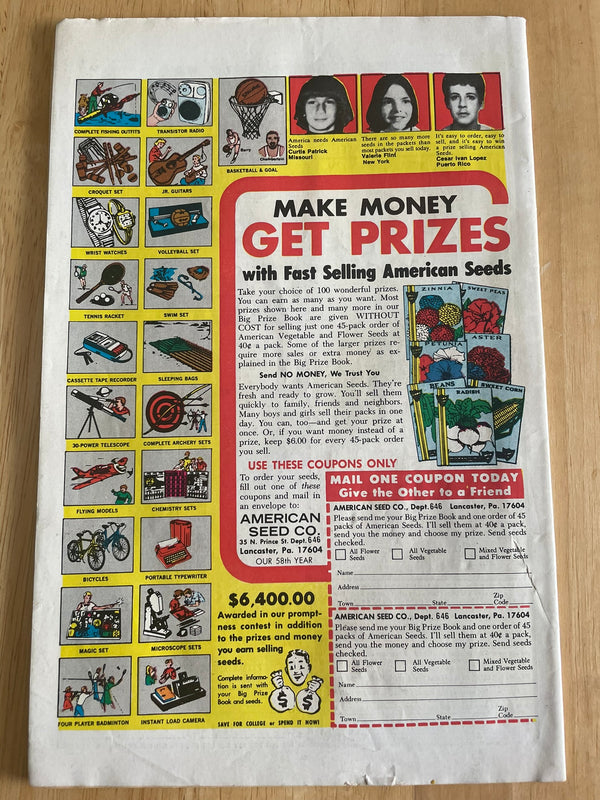 COMPLETE FISHING OUTFITS
TRANSISTOR RADIO
BASKETBALL & GOAL
CROQUET SET
JR. GUITARS
WRIST WATCHES
VOLLEYBALL SET
TENNIS RACKET
SWIM SET
CASSETTE TAPE RECORDER
SLEEPING BAGS
30-POWER TELESCOPE
COMPLETE ARCHERY SETS
FLYING MODELS
CHEMISTRY SETS
BICYCLES
PORTABLE TYPEWRITER
MAGIC SET
MICROSCOPE SETS
FOUR PLAYER BADMINTON
INSTANT LOAD CAMERA
America needs American
Seeds
Curtis Patrick
Missouri
There are so many more
seeds in the packets than
most packets you sell today.
Valerie Flint
New York
It's easy to order, easy to
sell, and it's easy to win
a prize selling American
Seeds.
Cesar Ivan Lopez
Puerto Rico
MAKE MONEY
GET PRIZES
with Fast Selling American Seeds
Take your choice of 100 wonderful prizes.
You can earn as many as you want. Most
prizes shown here and many more in our
Big Prize Book are given WITHOUT
COST for selling just one 45-pack order of
American Vegetable and Flower Seeds at
40¢ a pack. Some of the larger prizes re-
quire more sales or extra money as ex-
plained in the Big Prize Book.
Send NO MONEY, We Trust You
Everybody wants American Seeds. They're
fresh and ready to grow. You'll sell them
quickly to family, friends and neighbors.
Many boys and girls sell their packs in one
day. You can, too—and get your prize at
once. Or, if you want money instead of a
prize, keep $6.00 for every 45-pack order
you sell.
ZINNIA
SWEET PEAS
PETUNIA
ASTER
BEANS
RADISH
SWEET CORN
USE THESE COUPONS ONLY
To order your seeds,
fill out one of these
coupons and mail in
an envelope to:
AMERICAN
SEED CO.
35 N. Prince St. Dept. 646
Lancaster, Pa. 17604
OUR 58th YEAR
MAIL ONE COUPON TODAY
Give the Other to a Friend
AMERICAN SEED CO., Dept. 646 Lancaster, Pa. 17604
Please send me your Big Prize Book and one order of 45
packs of American Seeds. I'll sell them at 40¢ a pack,
send you the money and choose my prize. Send seeds
checked.
All Flower
Seeds
All Vegetable
Seeds
Mixed Vegetable
and Flower Seeds
Name
Address
Town State Zip Code
AMERICAN SEED CO., Dept. 646 Lancaster, Pa. 17604
Please send me your Big Prize Book and one order of 45
packs of American Seeds. I'll sell them at 40¢ a pack,
send you the money and choose my prize. Send seeds
checked.
All Flower
Seeds
All Vegetable
Seeds
Mixed Vegetable
and Flower Seeds
Name
Address
Town State Zip Code
$6,400.00
Awarded in our prompt-
ness contest in addition
to the prizes and money
you earn selling
seeds.
Complete informa-
tion is sent with
your Big Prize
Book and seeds.
$
$
SAVE FOR COLLEGE or SPEND IT NOW!